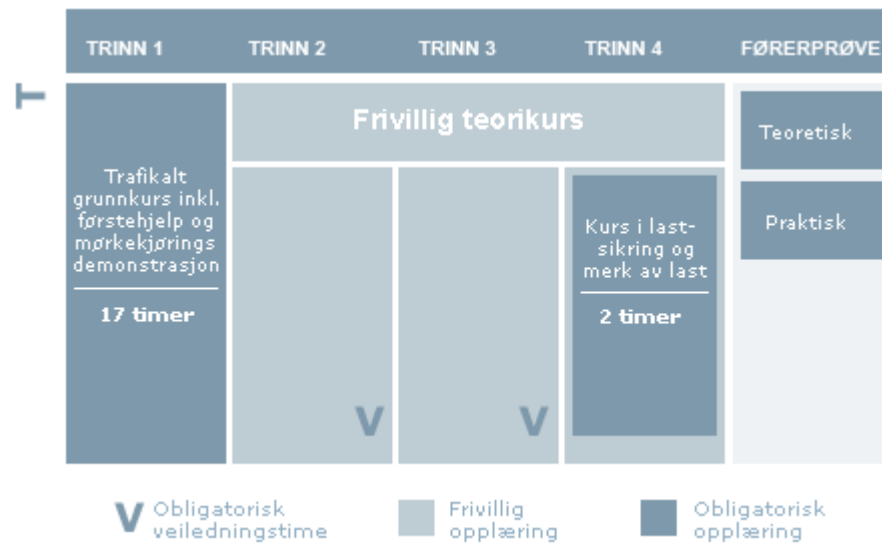 TRINN 1
TRINN 2
TRINN 3
TRINN 4
FØRERPRØVE
T
Trafikalt
grunnkurs inkl.
førstehjelp og
mørkekjørings
demonstrasjon
17 timer
Frivillig teorikurs
V
V
Kurs i last-
sikring og
merk av last
2 timer
Teoretisk
Praktisk
V Obligatorisk
veiledningstime
Frivillig
opplæring
Obligatorisk
opplæring